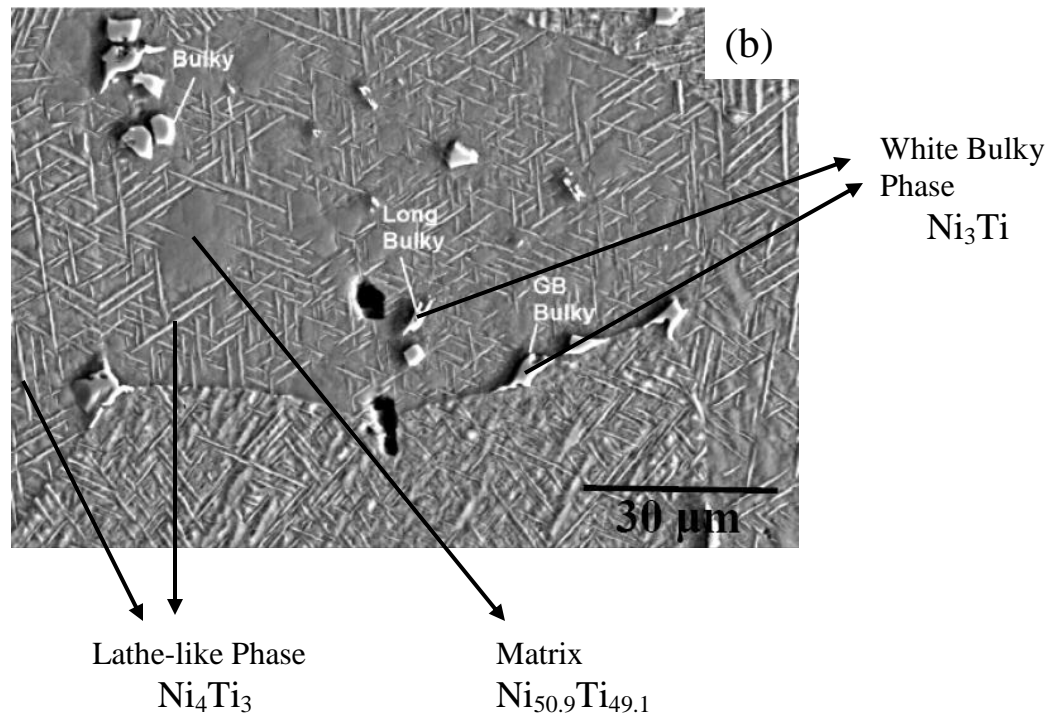 (b)
Bulky
White Bulky
Phase
Ni₃Ti
Long
Bulky
GB
Bulky
30 µm
Lathe-like Phase
Ni₄Ti₃
Matrix
Ni₅₀.₉Ti₄₉.₁